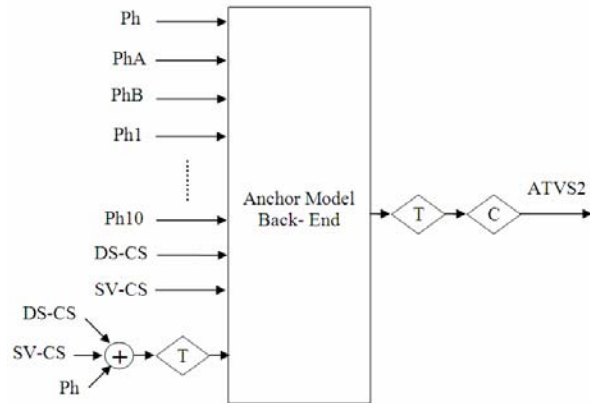 Ph
PhA
PhB
Ph1
Ph10
DS-CS
SV-CS
DS-CS
SV-CS
+
Ph
T
Anchor Model
Back- End
T
C
ATVS2